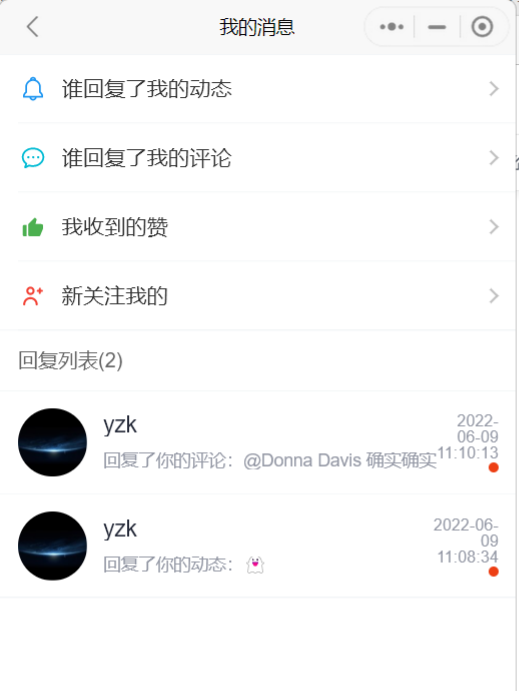 我的消息
谁回复了我的动态
谁回复了我的评论
我收到的赞
新关注我的
回复列表(2)
yzk
2022-
06-09
回复了你的评论：@Donna Davis 确实确实
11:10:13
yzk
2022-06-
09
回复了你的动态：
11:08:34